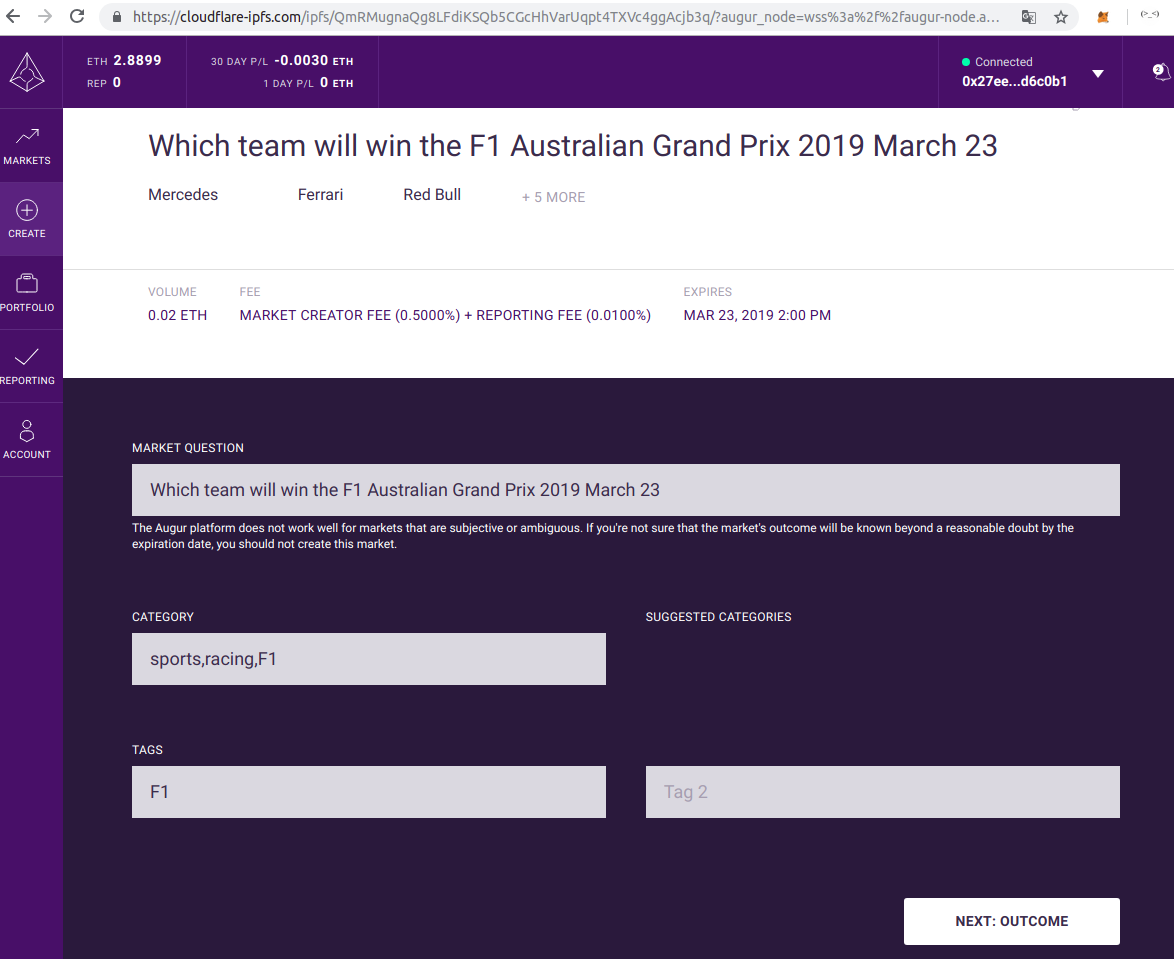 https://cloudflare-ipfs.com/ipfs/QmRMugnaQg8LFdiKSQb5CGcHhVarUqpt4TXVc4ggAcjb3q/?augur_node=wss%3a%2f%2faugur-node.a...
(>_<)
ETH 2.8899
REP 0
30 DAY P/L -0.0030 ETH
1 DAY P/L 0 ETH
Connected
0x27ee...d6c0b1
2
MARKETS
CREATE
PORTFOLIO
REPORTING
ACCOUNT
Which team will win the F1 Australian Grand Prix 2019 March 23
Mercedes Ferrari Red Bull + 5 MORE
VOLUME FEE EXPIRES
0.02 ETH MARKET CREATOR FEE (0.5000%) + REPORTING FEE (0.0100%) MAR 23, 2019 2:00 PM
MARKET QUESTION
Which team will win the F1 Australian Grand Prix 2019 March 23
The Augur platform does not work well for markets that are subjective or ambiguous. If you're not sure that the market's outcome will be known beyond a reasonable doubt by the
expiration date, you should not create this market.
CATEGORY SUGGESTED CATEGORIES
sports,racing,F1
TAGS
F1 Tag 2
NEXT: OUTCOME